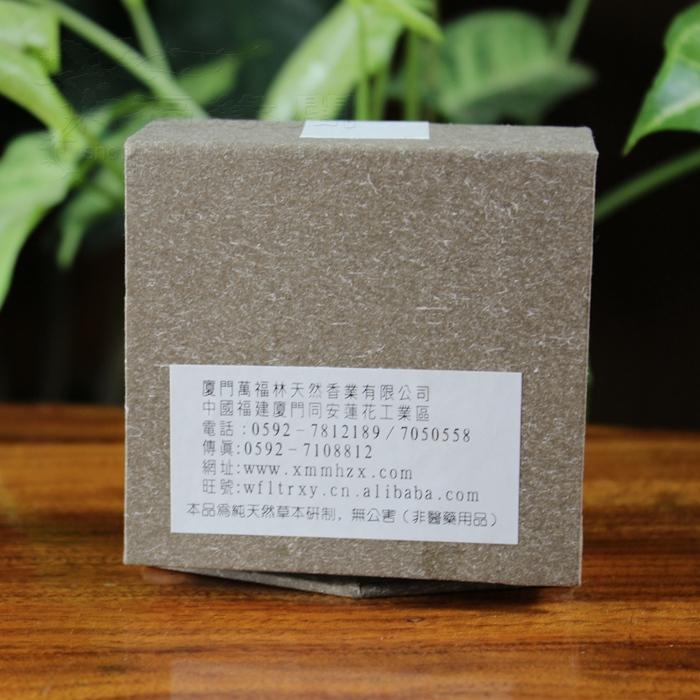 廈門萬福林天然香業有限公司
中國福建廈門同安蓮花工業區
電話:0592-7812189/7050558
傳真:0592-7108812
網址:www.xmmhzx.com
旺號:wfltrxy.cn.alibaba.com
本品為純天然草本研制，無公害（非醫藥用品）